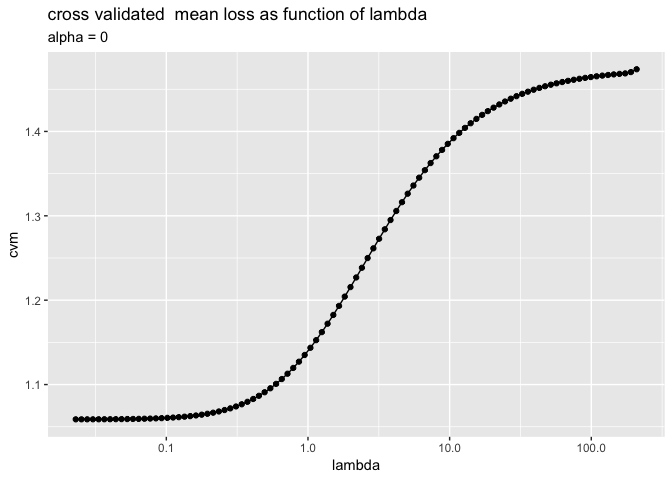 cross validated  mean loss as function of lambda
alpha = 0
1.4
1.3
1.2
1.1
cvm
0.1 1.0 10.0 100.0
lambda